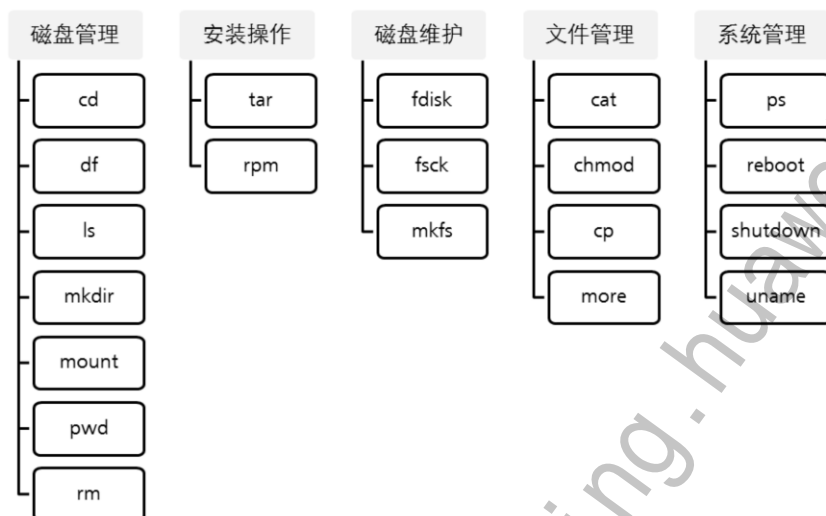 磁盘管理 安装操作 磁盘维护 文件管理 系统管理
cd tar fdisk cat ps
df rpm fsck chmod reboot
ls mkfs cp shutdown
mkdir more uname
mount
pwd
rm
ing.huaw